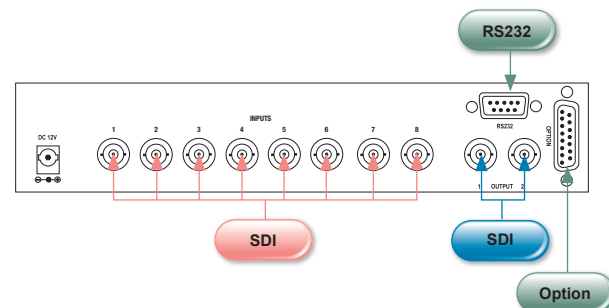 RS232
INPUTS
DC 12V
1 2 3 4 5 6 7 8
RS232
OPTION
1 OUTPUT 2
SDI
SDI
Option